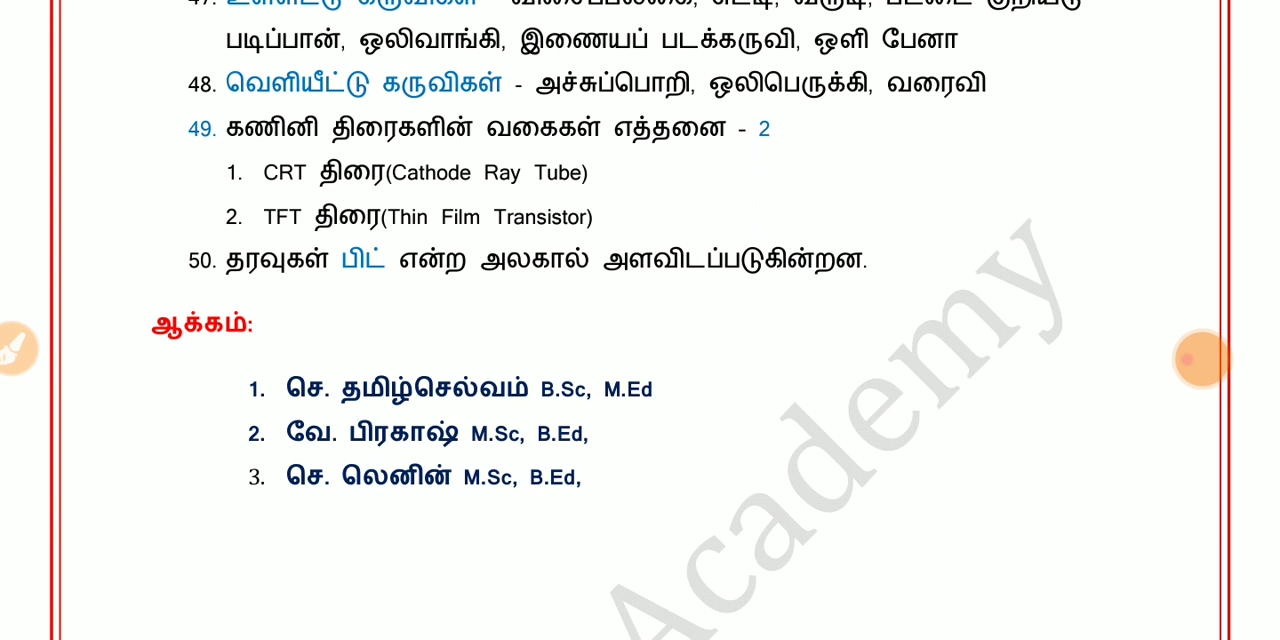 படிப்பான், ஒலிவாங்கி, இணையப் படக்கருவி, ஒளி பேனா
48. வெளியீட்டு கருவிகள் - அச்சுப்பொறி, ஒலிபெருக்கி, வரைவி
49. கணினி திரைகளின் வகைகள் எத்தனை - 2
1. CRT திரை(Cathode Ray Tube)
2. TFT திரை(Thin Film Transistor)
50. தரவுகள் பிட் என்ற அலகால் அளவிடப்படுகின்றன.
ஆக்கம்:
1. செ. தமிழ்செல்வம் B.Sc, M.Ed
2. வே. பிரகாஷ் M.Sc, B.Ed,
3. செ. லெனின் M.Sc, B.Ed,
Academy